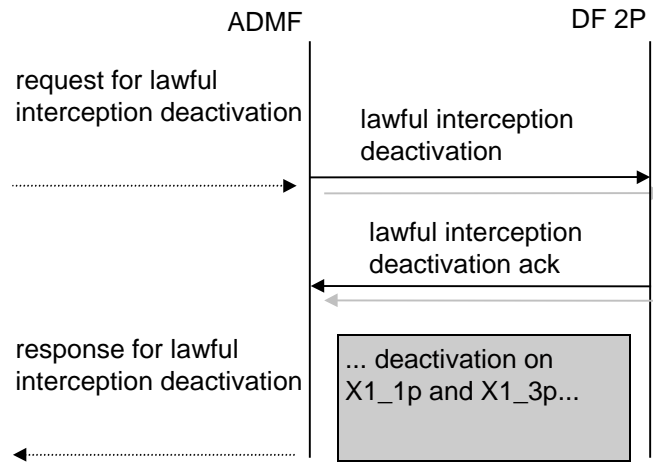 ADMF
DF 2P
request for lawful
interception deactivation
lawful interception
deactivation
lawful interception
deactivation ack
response for lawful
interception deactivation
... deactivation on
X1_1p and X1_3p...